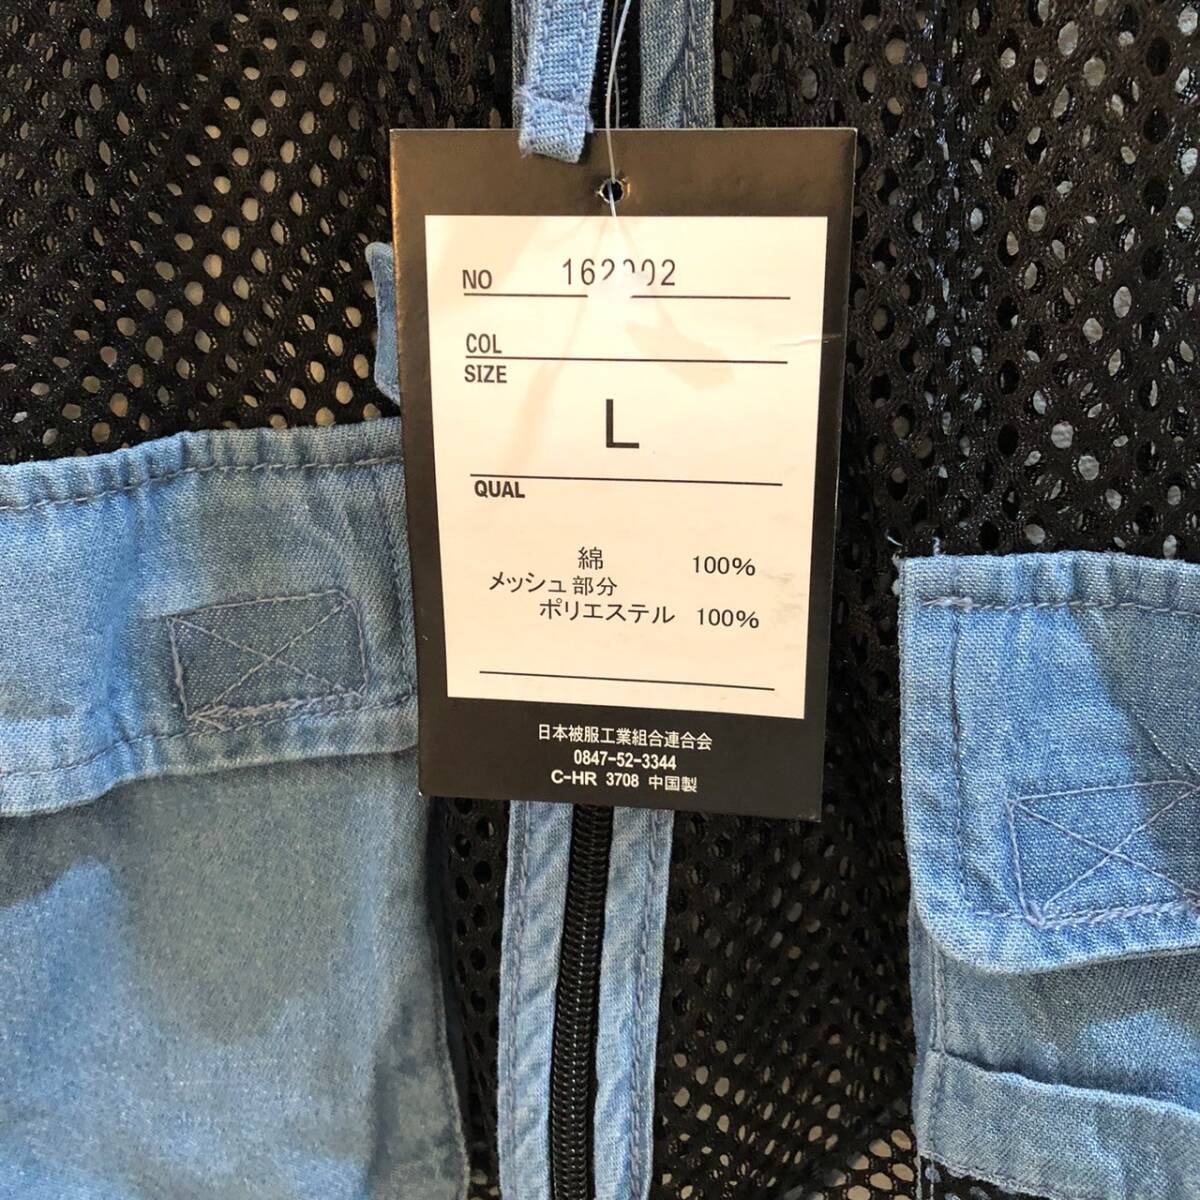 NO
COL
SIZE
L
QUAL
綿 100%
メッシュ部分
ポリエステル 100%
日本被服工業組合連合会
0847-52-3344
C-HR 3708 中国製